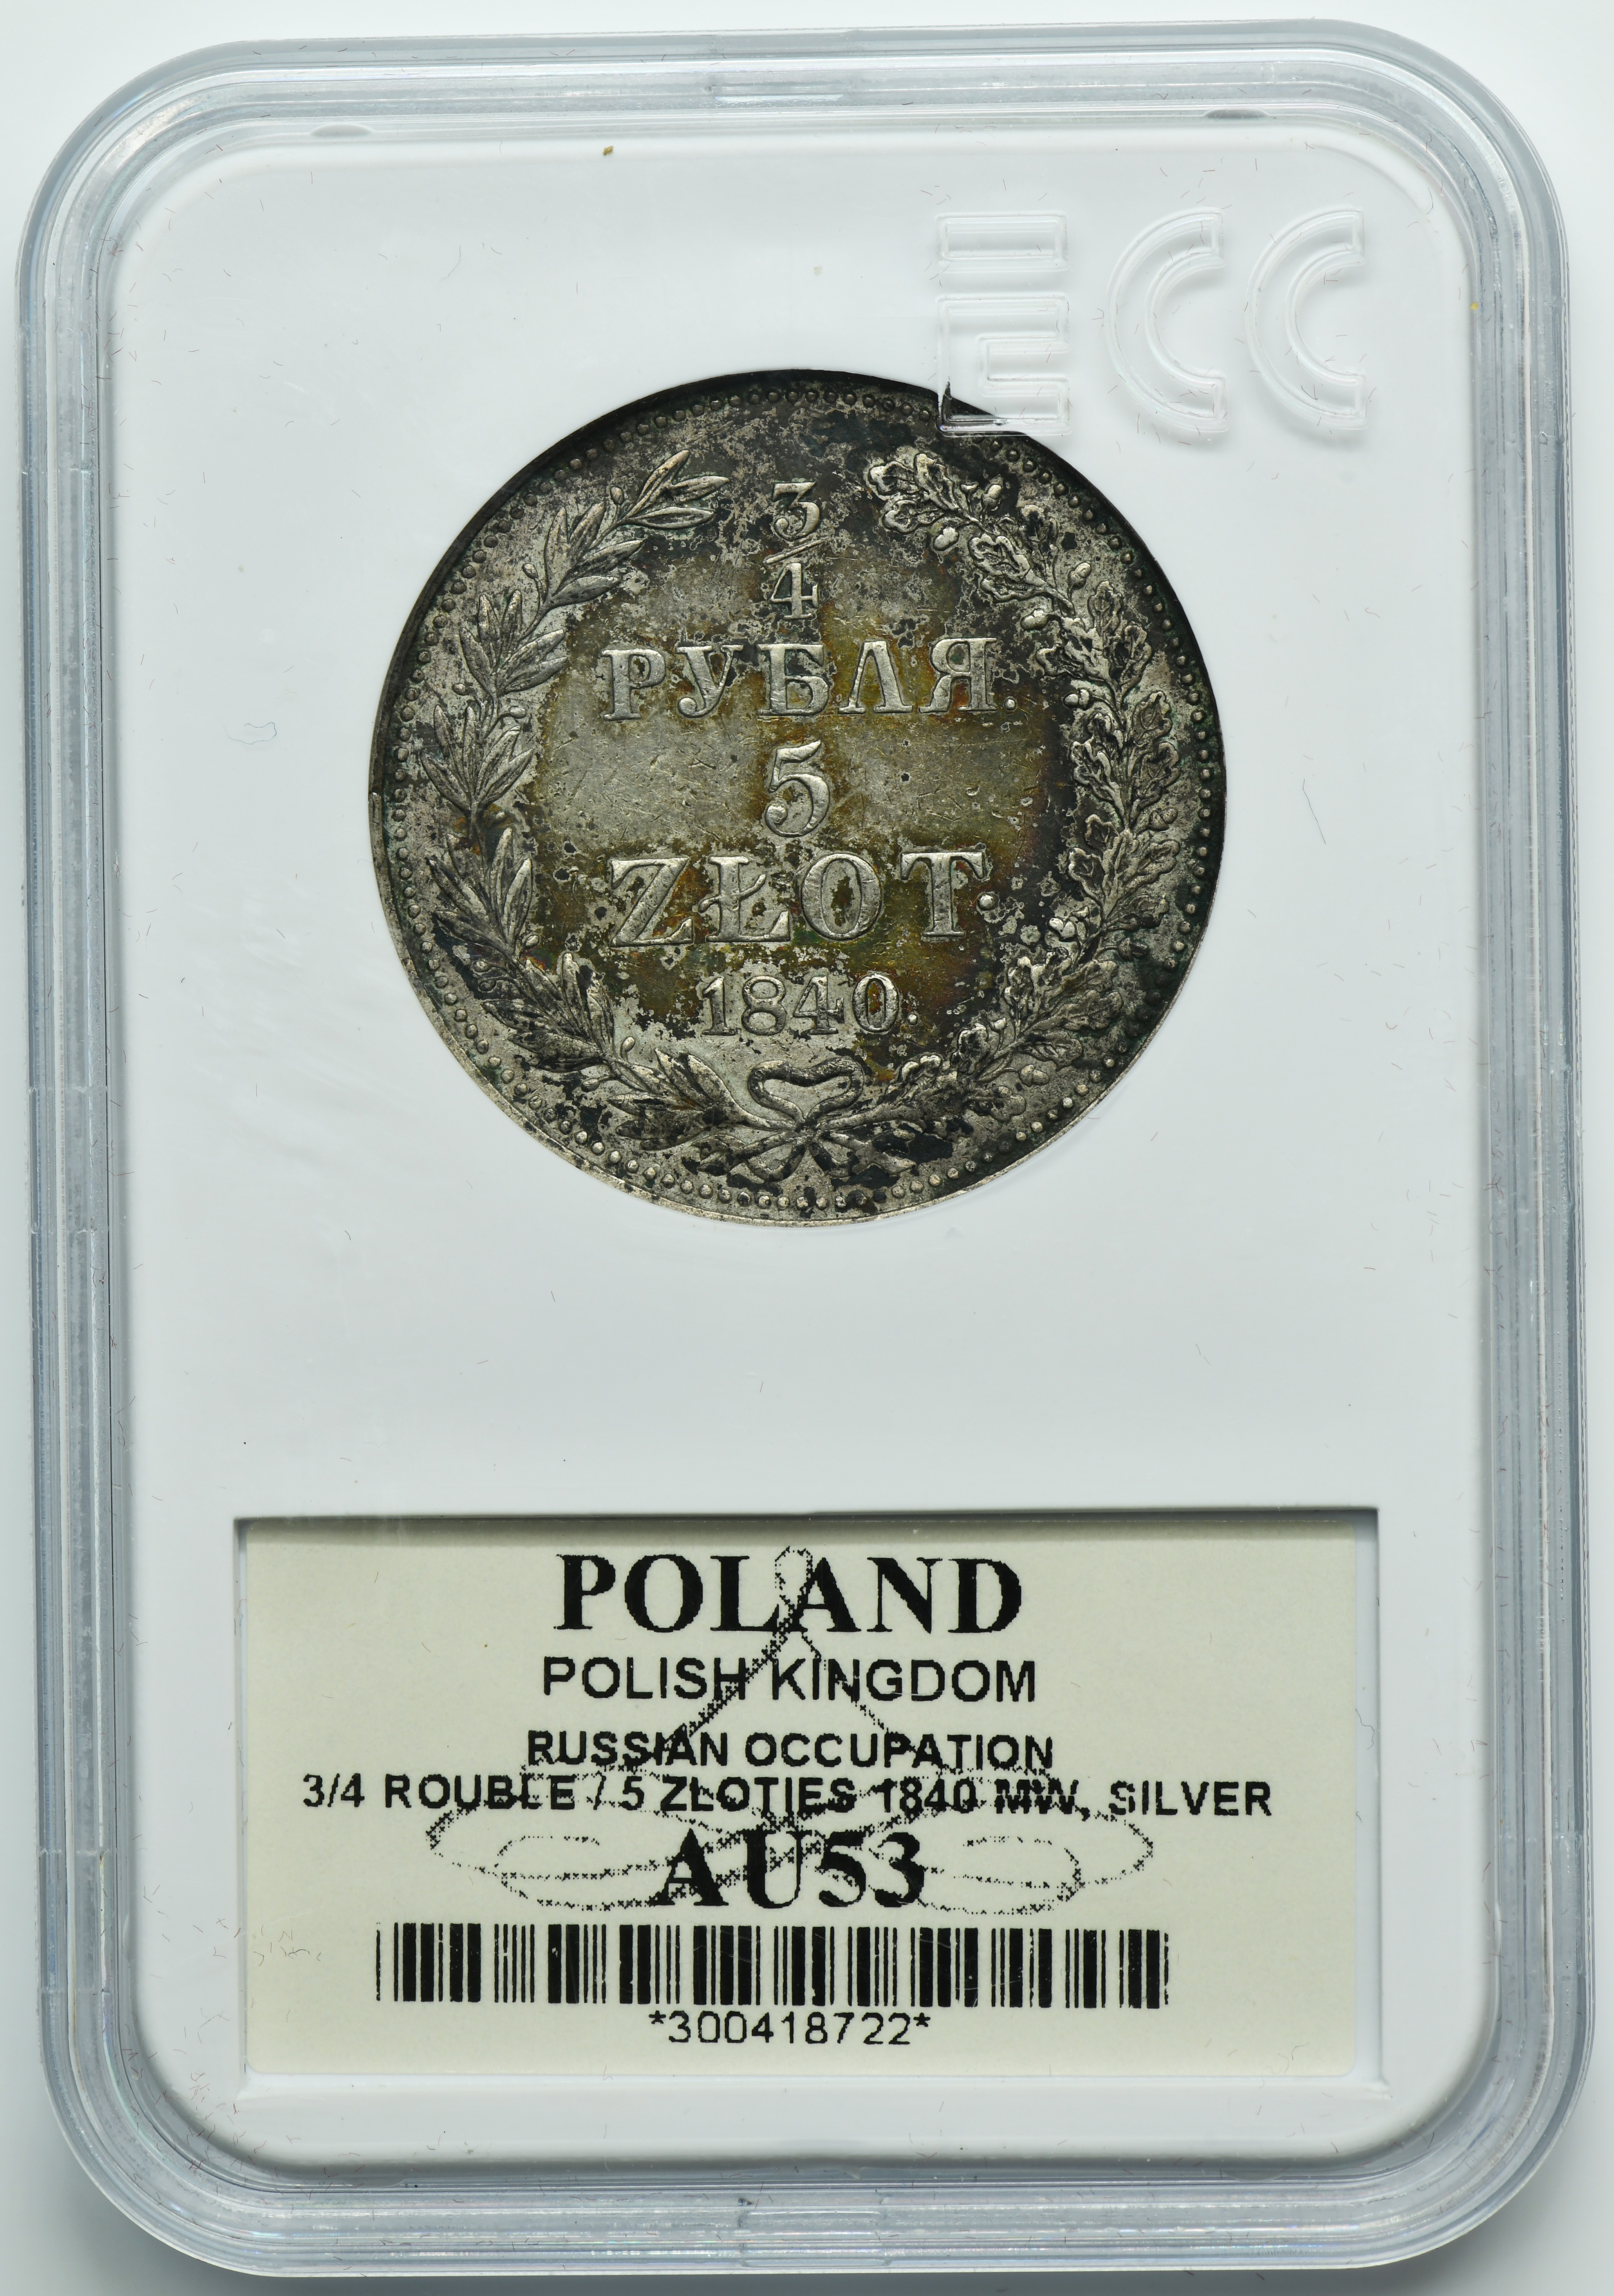 ECC
3/4
РУБЛЯ.
5
ZŁOT.
1840.
POLAND
POLISH KINGDOM
RUSSIAN OCCUPATION
3/4 ROUBLE / 5 ZŁOTIES 1840 MW, SILVER
AU53
*300418722*